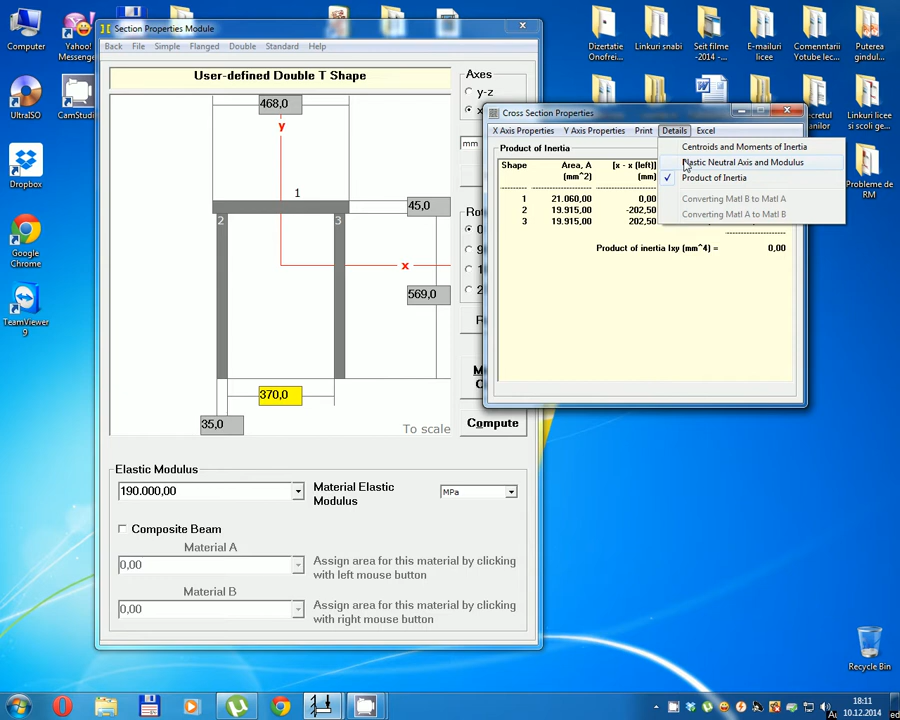 Computer
Yahoo!
Messenge...
UltraISO
CamStudi...
Dropbox
Google
Chrome
TeamViewer
9
Dizertatie
Onofrei...
Linkuri snabi
Seit filme
-2014 -
E-mailuri
licee
Comenntarii
Yotube lec...
Puterea
gindul...
Linkuri licee
si scoli ge...
Probleme de
RM
Section Properties Module
Back File Simple Flanged Double Standard Help
User-defined Double T Shape
Axes
y-z
mm
468,0
y
1
45,0
2
3
x
569,0
370,0
35,0
To scale
Compute
Elastic Modulus
190.000,00
Material Elastic
Modulus
MPa
Composite Beam
Material A
0,00
Assign area for this material by clicking
with left mouse button
Material B
0,00
Assign area for this material by clicking
with right mouse button
Cross Section Properties
X Axis Properties Y Axis Properties Print Details Excel
Product of Inertia
Shape Area, A [x - x (left)]
(mm^2) (mm)
1 21.060,00 0,00
2 19.915,00 -202,50
3 19.915,00 202,50
Product of inertia Ixy (mm^4) = 0,00
Centroids and Moments of Inertia
Plastic Neutral Axis and Modulus
Product of Inertia
Converting Matl B to Matl A
Converting Matl A to Matl B
Recycle Bin
18:11
10.12.2014